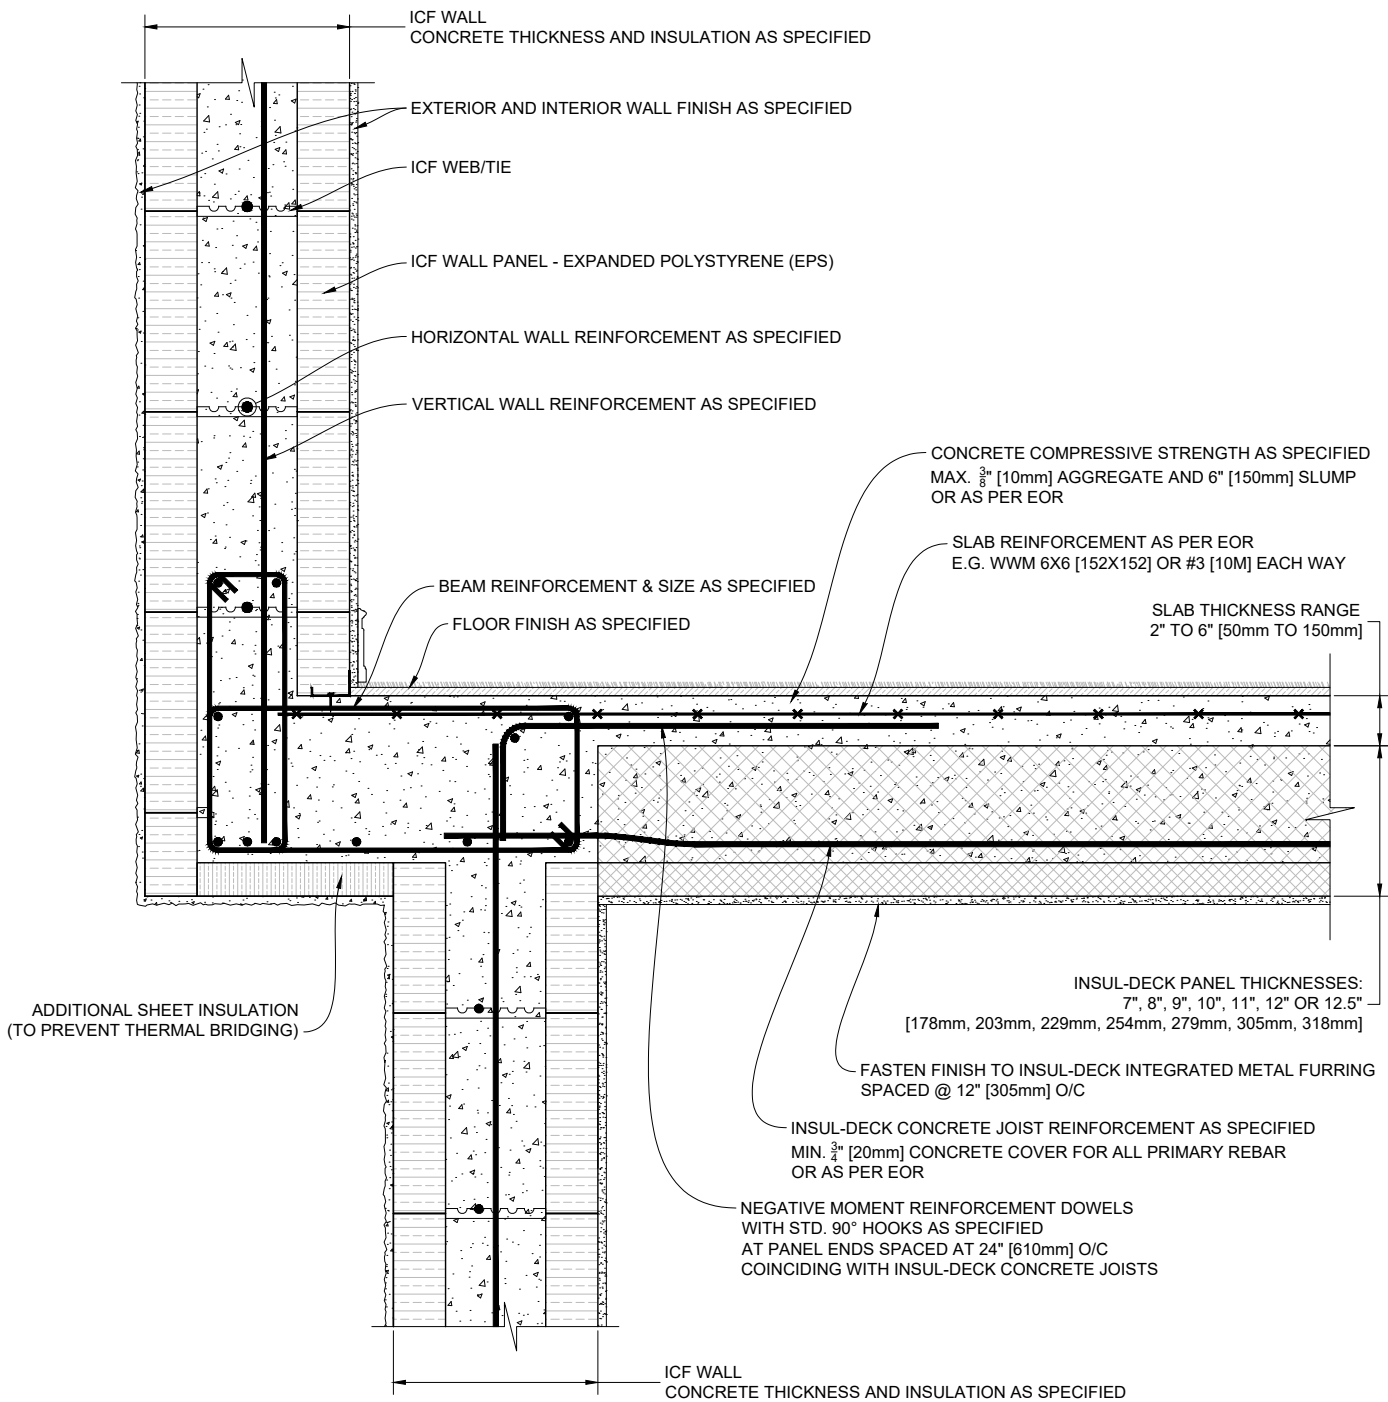 ICF WALL
CONCRETE THICKNESS AND INSULATION AS SPECIFIED
EXTERIOR AND INTERIOR WALL FINISH AS SPECIFIED
ICF WEB/TIE
ICF WALL PANEL - EXPANDED POLYSTYRENE (EPS)
HORIZONTAL WALL REINFORCEMENT AS SPECIFIED
VERTICAL WALL REINFORCEMENT AS SPECIFIED
CONCRETE COMPRESSIVE STRENGTH AS SPECIFIED
MAX. 3/8" [10mm] AGGREGATE AND 6" [150mm] SLUMP
OR AS PER EOR
SLAB REINFORCEMENT AS PER EOR
E.G. WWM 6X6 [152X152] OR #3 [10M] EACH WAY
BEAM REINFORCEMENT & SIZE AS SPECIFIED
FLOOR FINISH AS SPECIFIED
SLAB THICKNESS RANGE
2" TO 6" [50mm TO 150mm]
ADDITIONAL SHEET INSULATION
(TO PREVENT THERMAL BRIDGING)
INSUL-DECK PANEL THICKNESSES:
7", 8", 9", 10", 11", 12" OR 12.5"
[178mm, 203mm, 229mm, 254mm, 279mm, 305mm, 318mm]
FASTEN FINISH TO INSUL-DECK INTEGRATED METAL FURRING
SPACED @ 12" [305mm] O/C
INSUL-DECK CONCRETE JOIST REINFORCEMENT AS SPECIFIED
MIN. 3/4" [20mm] CONCRETE COVER FOR ALL PRIMARY REBAR
OR AS PER EOR
NEGATIVE MOMENT REINFORCEMENT DOWELS
WITH STD. 90° HOOKS AS SPECIFIED
AT PANEL ENDS SPACED AT 24" [610mm] O/C
COINCIDING WITH INSUL-DECK CONCRETE JOISTS
ICF WALL
CONCRETE THICKNESS AND INSULATION AS SPECIFIED